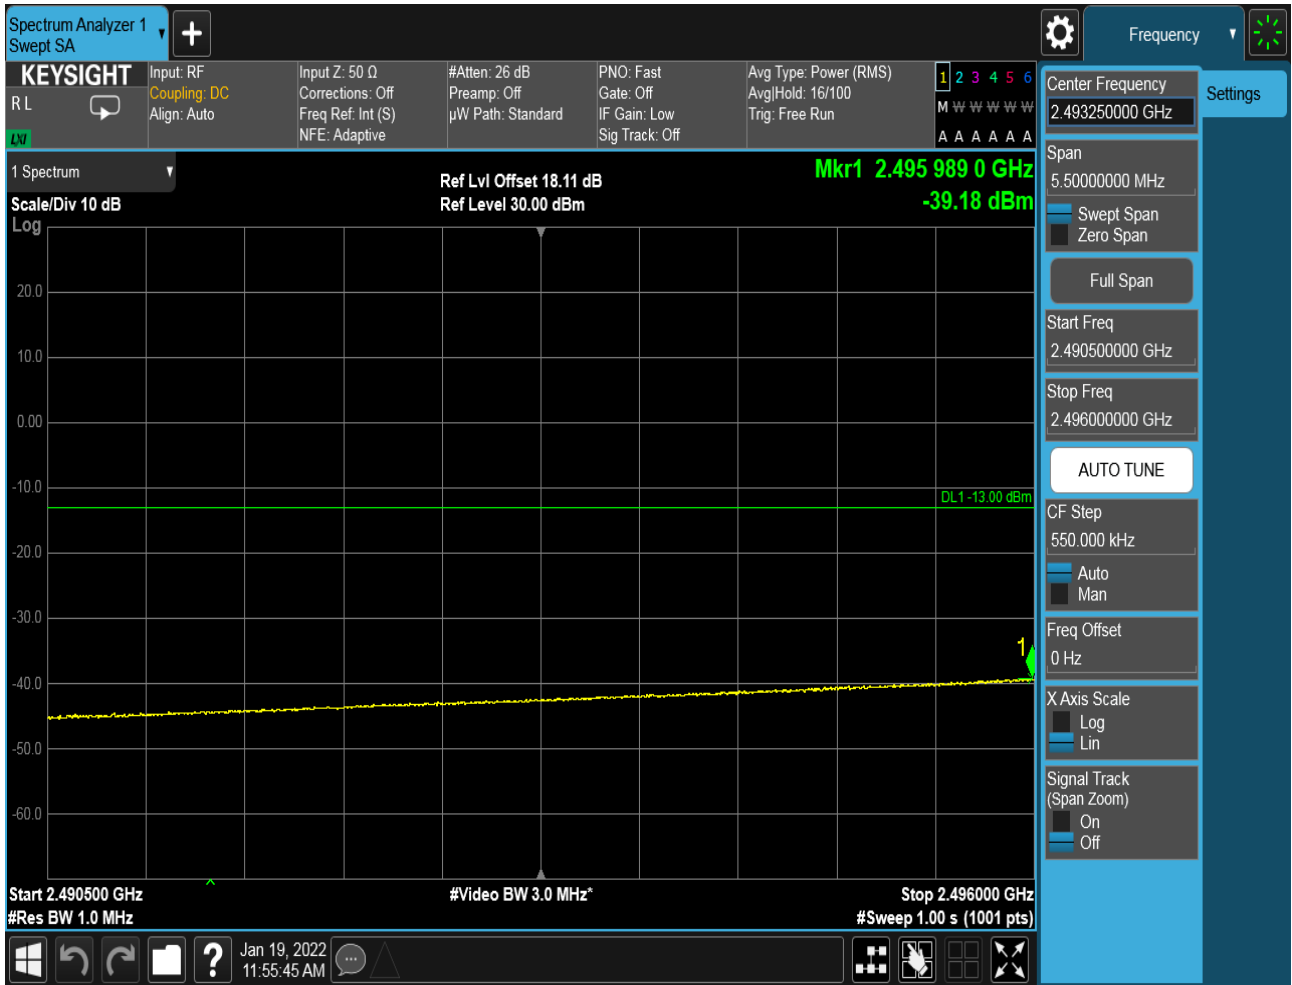 Spectrum Analyzer 1
Swept SA
Frequency
KEYSIGHT
R L
LXI
Input: RF
Coupling: DC
Align: Auto
Input Z: 50 Ω
Corrections: Off
Freq Ref: Int (S)
NFE: Adaptive
#Atten: 26 dB
Preamp: Off
µW Path: Standard
PNO: Fast
Gate: Off
IF Gain: Low
Sig Track: Off
Avg Type: Power (RMS)
Avg|Hold: 16/100
Trig: Free Run
1 2 3 4 5 6
M W W W W W
A A A A A A
1 Spectrum
Scale/Div 10 dB
Log
Ref Lvl Offset 18.11 dB
Ref Level 30.00 dBm
Mkr1 2.495 989 0 GHz
-39.18 dBm
20.0
10.0
0.00
-10.0
-20.0
-30.0
-40.0
-50.0
-60.0
DL1 -13.00 dBm
1
Start 2.490500 GHz
#Res BW 1.0 MHz
#Video BW 3.0 MHz*
Stop 2.496000 GHz
#Sweep 1.00 s (1001 pts)
Jan 19, 2022
11:55:45 AM
Center Frequency
2.493250000 GHz
Settings
Span
5.50000000 MHz
Swept Span
Zero Span
Full Span
Start Freq
2.490500000 GHz
Stop Freq
2.496000000 GHz
AUTO TUNE
CF Step
550.000 kHz
Auto
Man
Freq Offset
0 Hz
X Axis Scale
Log
Lin
Signal Track
(Span Zoom)
On
Off